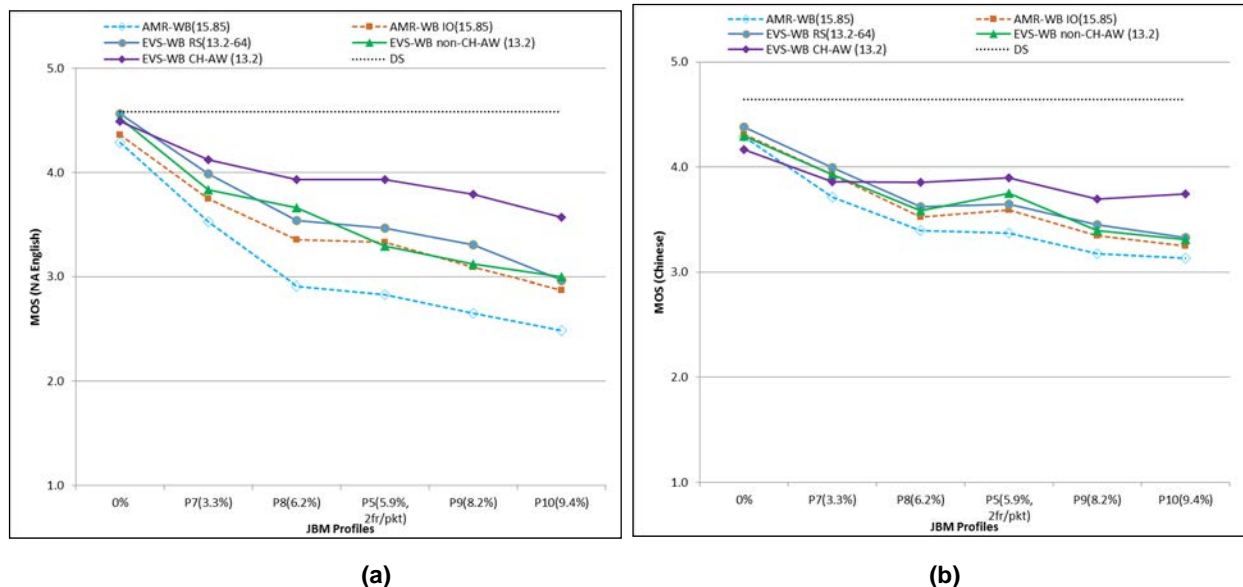 AMR-WB(15.85) AMR-WB IO(15.85)
EVS-WB RS(13.2-64) EVS-WB non-CH-AW (13.2)
EVS-WB CH-AW (13.2) DS
5.0
4.0
3.0
2.0
1.0
MOS (NA English)
0% P7(3.3%) P8(6.2%) P5(5.9%, P9(8.2%) P10(9.4%)
2fr/pkt)
JBM Profiles
(a)
AMR-WB(15.85) AMR-WB IO(15.85)
EVS-WB RS(13.2-64) EVS-WB non-CH-AW (13.2)
EVS-WB CH-AW (13.2) DS
5.0
4.0
3.0
2.0
1.0
MOS (Chinese)
0% P7(3.3%) P8(6.2%) P5(5.9%, P9(8.2%) P10(9.4%)
2fr/pkt)
JBM Profiles
(b)